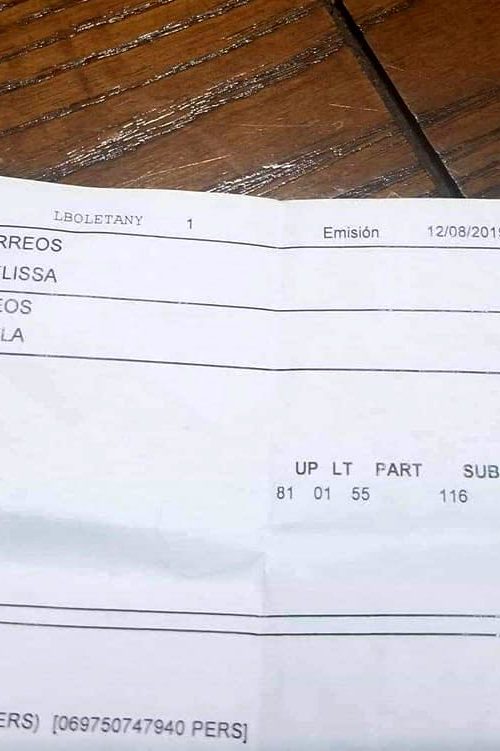 LBOLETANY 1 Emisión 12/08/2019
RREOS
LISSA
EOS
LA
UP LT PART SUB
81 01 55 116
ERS) [069750747940 PERS]